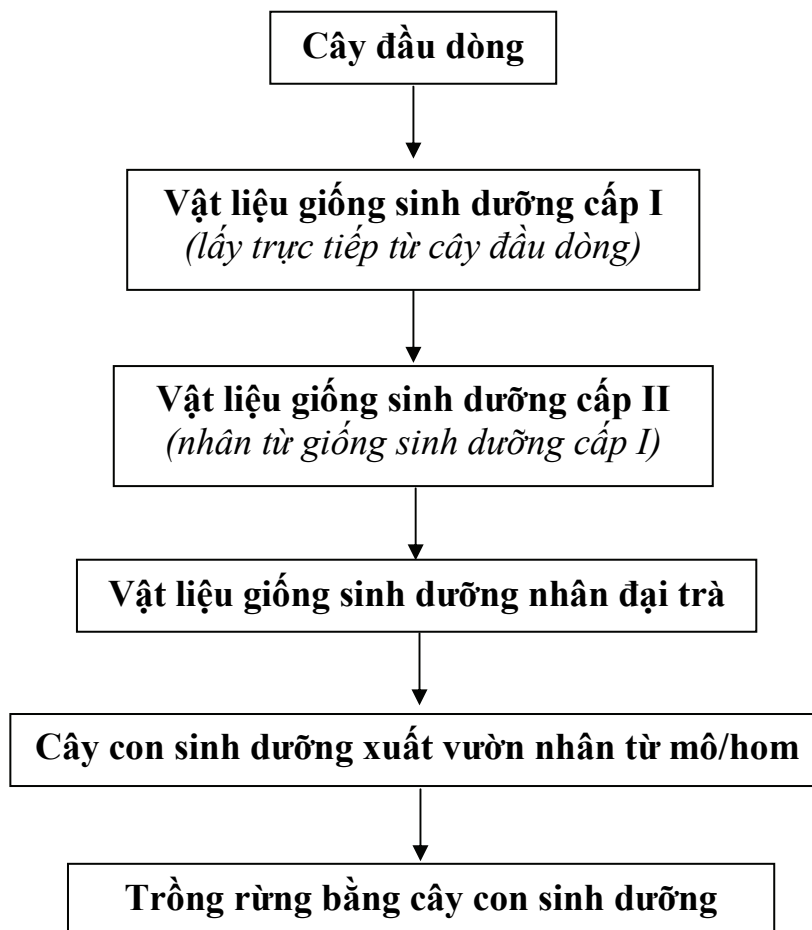 Cây đầu dòng
Vật liệu giống sinh dưỡng cấp I
(lấy trực tiếp từ cây đầu dòng)
Vật liệu giống sinh dưỡng cấp II
(nhân từ giống sinh dưỡng cấp I)
Vật liệu giống sinh dưỡng nhân đại trà
Cây con sinh dưỡng xuất vườn nhân từ mô/hom
Trồng rừng bằng cây con sinh dưỡng